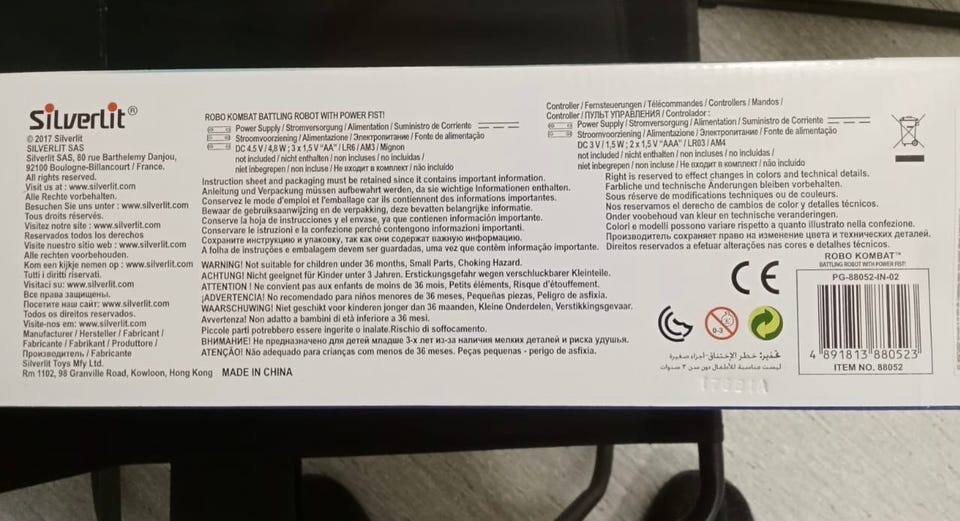 Silverlit®
© 2017 Silverlit
SILVERLIT SAS
Silverlit SAS, 80 rue Barthelemy Danjou,
92100 Boulogne-Billancourt / France.
All rights reserved.
Visit us at : www.silverlit.com
Alle Rechte vorbehalten.
Besuchen Sie uns unter : www.silverlit.com
Tous droits réservés.
Visitez notre site : www.silverlit.com
Reservados todos los derechos
Visite nuestro sitio web : www.silverlit.com
Alle rechten voorbehouden.
Kom een kijkje nemen op : www.silverlit.com
Tutti i diritti riservati.
Visitaci su: www.silverlit.com
Все права защищены.
Посетите наш сайт: www.silverlit.com
Todos os direitos reservados.
Visite-nos em: www.silverlit.com
Manufacturer / Hersteller / Fabricant /
Fabricante / Fabrikant / Produttore /
Производитель / Fabricante
Silverlit Toys Mfy Ltd.
Rm 1102, 98 Granville Road, Kowloon, Hong Kong MADE IN CHINA
ROBO KOMBAT BATTLING ROBOT WITH POWER FIST!
Power Supply / Stromversorgung / Alimentation / Suministro de Corriente
Stroomvoorziening / Alimentazione / Электропитание / Fonte de alimentação
DC 4.5 V / 4,8 W ; 3 x 1,5 V "AA" / LR6 / AM3 / Mignon
not included / nicht enthalten / non incluses / no incluidas /
niet inbegrepen / non incluse / Не входит в комплект / não incluído
Controller / Fernsteuerungen / Télécommandes / Controllers / Mandos /
Controller / ПУЛЬТ УПРАВЛЕНИЯ / Controlador :
Power Supply / Stromversorgung / Alimentation / Suministro de Corriente
Stroomvoorziening / Alimentazione / Электропитание / Fonte de alimentação
DC 3 V / 1,5 W ; 2 x 1,5 V "AAA" / LR03 / AM4
not included / nicht enthalten / non incluses / no incluidas /
niet inbegrepen / non incluse / Не входит в комплект / não incluído
Instruction sheet and packaging must be retained since it contains important information.
Anleitung und Verpackung müssen aufbewahrt werden, da sie wichtige Informationen enthalten.
Conservez le mode d'emploi et l'emballage car ils contiennent des informations importantes.
Bewaar de gebruiksaanwijzing en de verpakking, deze bevatten belangrijke informatie.
Conserve la hoja de instrucciones y el envase, ya que contienen información importante.
Conservare le istruzioni e la confezione perché contengono informazioni importanti.
Сохраните инструкцию и упаковку, так как они содержат важную информацию.
A folha de instruções e embalagem devem ser guardadas, uma vez que contêm informação importante.
Right is reserved to effect changes in colors and technical details.
Farbliche und technische Änderungen bleiben vorbehalten.
Sous réserve de modifications techniques ou de couleurs.
Nos reservamos el derecho de cambios de color y detalles técnicos.
Onder voorbehoud van kleur en technische veranderingen.
Colori e modelli possono variare rispetto a quanto illustrato nella confezione.
Производитель сохраняет право на изменение цвета и технических деталей.
Direitos reservados a efetuar alterações nas cores e detalhes técnicos.
WARNING! Not suitable for children under 36 months, Small Parts, Choking Hazard.
ACHTUNG! Nicht geeignet für Kinder unter 3 Jahren. Erstickungsgefahr wegen verschluckbarer Kleinteile.
ATTENTION ! Ne convient pas aux enfants de moins de 36 mois, Petits éléments, Risque d'étouffement.
¡ADVERTENCIA! No recomendado para niños menores de 36 meses, Pequeñas piezas, Peligro de asfixia.
WAARSCHUWING! Niet geschikt voor kinderen jonger dan 36 maanden, Kleine Onderdelen, Verstikkingsgevaar.
Avvertenza! Non adatto a bambini di età inferiore a 36 mesi.
Piccole parti potrebbero essere ingerite o inalate.Rischio di soffocamento.
ВНИМАНИЕ! Не предназначено для детей младше 3-х лет из-за наличия мелких деталей и риска удушья.
ATENÇÃO! Não adequado para crianças com menos de 36 meses. Peças pequenas - perigo de asfixia.
CE
0-3
تحذير: خطر الإختناق-أجزاء صغيرة
ليست مناسبة للأطفال دون سن ٣ سنوات
ROBO KOMBAT™
BATTLING ROBOT WITH POWER FIST!
PG-88052-IN-02
4 891813 880523
ITEM NO. 88052